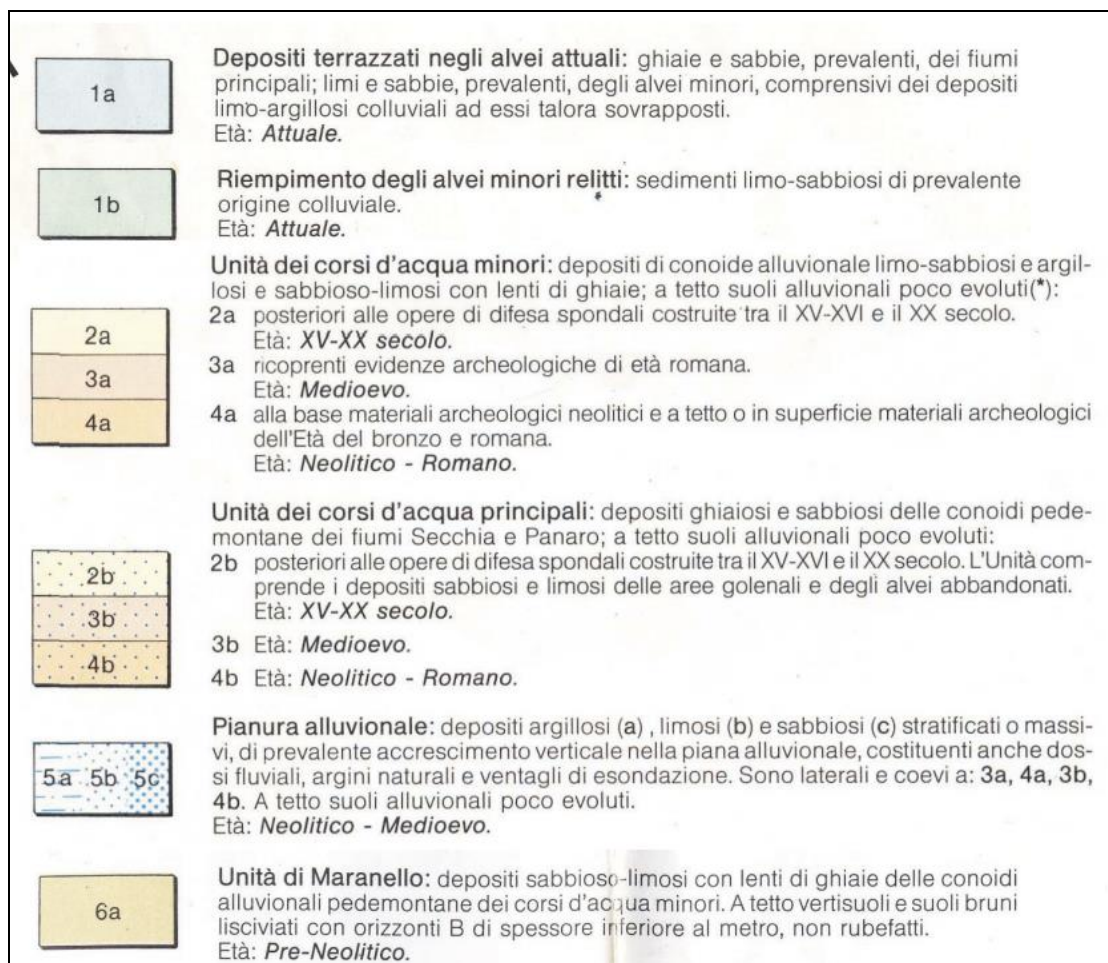 1a
Depositi terrazzati negli alvei attuali: ghiaie e sabbie, prevalenti, dei fiumi
principali; limi e sabbie, prevalenti, degli alvei minori, comprensivi dei depositi
limo-argillosi colluviali ad essi talora sovrapposti.
Età: Attuale.
1b
Riempimento degli alvei minori relitti: sedimenti limo-sabbiosi di prevalente
origine colluviale.
Età: Attuale.
Unità dei corsi d'acqua minori: depositi di conoide alluvionale limo-sabbiosi e argil-
losi e sabbioso-limosi con lenti di ghiaie; a tetto suoli alluvionali poco evoluti(*):
2a
3a
4a
2a posteriori alle opere di difesa spondali costruite tra il XV-XVI e il XX secolo.
Età: XV-XX secolo.
3a ricoprenti evidenze archeologiche di età romana.
Età: Medioevo.
4a alla base materiali archeologici neolitici e a tetto o in superficie materiali archeologici
dell'Età del bronzo e romana.
Età: Neolitico - Romano.
Unità dei corsi d'acqua principali: depositi ghiaiosi e sabbiosi delle conoidi pede-
montane dei fiumi Secchia e Panaro; a tetto suoli alluvionali poco evoluti:
2b
3b
4b
2b posteriori alle opere di difesa spondali costruite tra il XV-XVI e il XX secolo. L'Unità com-
prende i depositi sabbiosi e limosi delle aree golenali e degli alvei abbandonati.
Età: XV-XX secolo.
3b Età: Medioevo.
4b Età: Neolitico - Romano.
5a 5b 5c
Pianura alluvionale: depositi argillosi (a) , limosi (b) e sabbiosi (c) stratificati o massi-
vi, di prevalente accrescimento verticale nella piana alluvionale, costituenti anche dos-
si fluviali, argini naturali e ventagli di esondazione. Sono laterali e coevi a: 3a, 4a, 3b,
4b. A tetto suoli alluvionali poco evoluti.
Età: Neolitico - Medioevo.
6a
Unità di Maranello: depositi sabbioso-limosi con lenti di ghiaie delle conoidi
alluvionali pedemontane dei corsi d'acqua minori. A tetto vertisuoli e suoli bruni
lisciviati con orizzonti B di spessore inferiore al metro, non rubefatti.
Età: Pre-Neolitico.